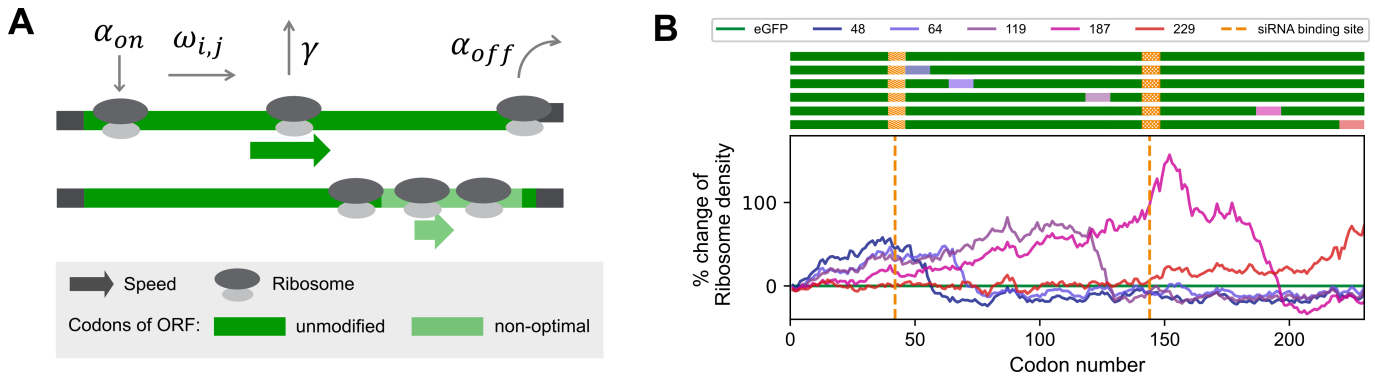 A
α_on
ω_i,j
γ
α_off
Speed
Ribosome
Codons of ORF:
unmodified
non-optimal
B
eGFP
48
64
119
187
229
siRNA binding site
% change of
Ribosome density
100
0
0
50
100
150
200
Codon number